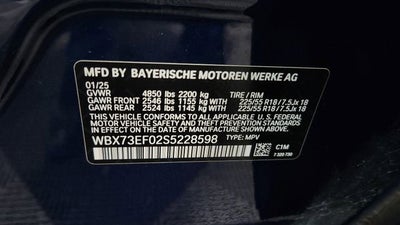 MFD BY BAYERISCHE MOTOREN WERKE AG
01/25
GVWR 4850 lbs 2200 kg TIRE / RIM
GAWR FRONT 2546 lbs 1155 kg WITH 225/55 R18 / 7.5Jx 18
GAWR REAR 2524 lbs 1145 kg WITH 225/55 R18 / 7.5Jx 18
THIS VEHICLE CONFORMS TO ALL APPLICABLE U.S. FEDERAL
MOTOR VEHICLE SAFETY AND THEFT PREVENTION STANDARDS
IN EFFECT ON THE DATE OF MANUFACTURE SHOWN ABOVE.
WBX73EF02S5228598 TYPE: MPV C1M